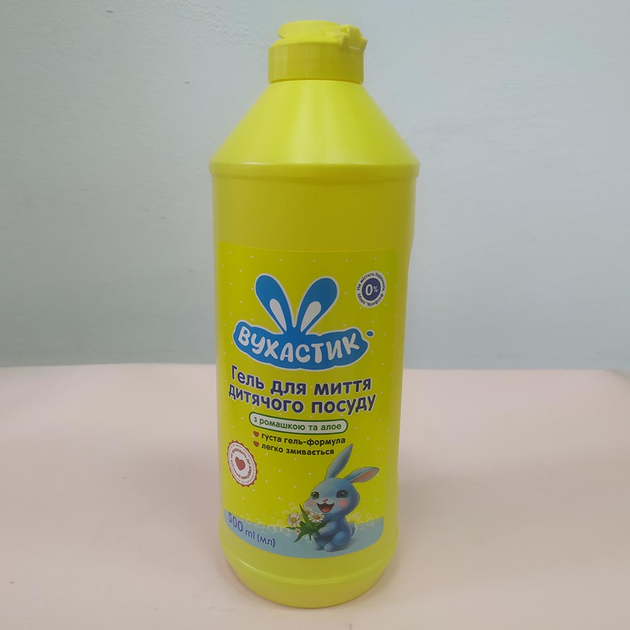 0%
ВУХАСТИК
Гель для миття
дитячого посуду
з ромашкою та алое
густа гель-формула
легко змивається
500 ml (мл)